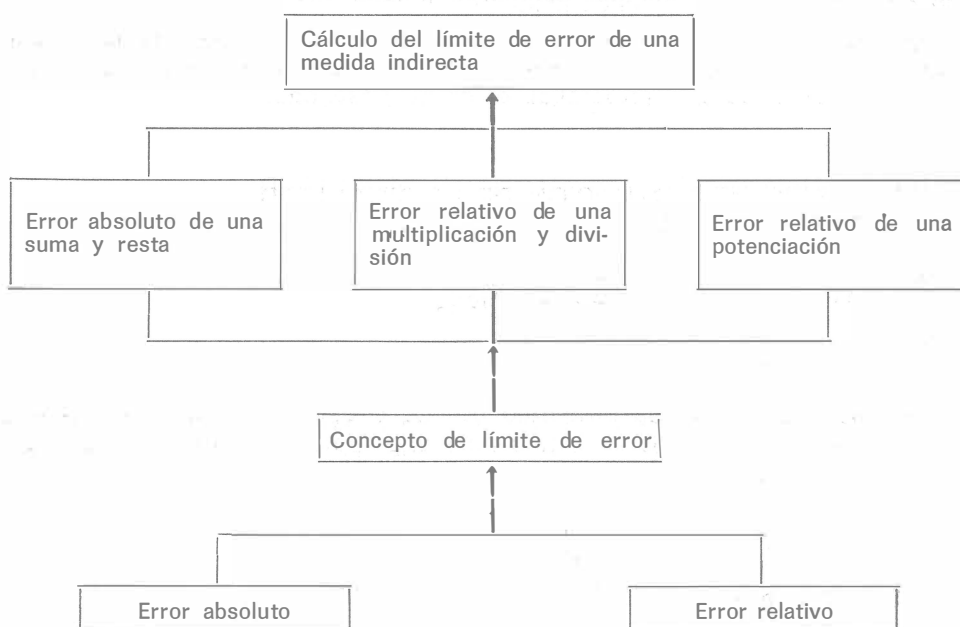 Cálculo del límite de error de una
medida indirecta
Error absoluto de una
suma y resta
Error relativo de una
multiplicación y divi-
sión
Error relativo de una
potenciación
Concepto de límite de error
Error absoluto
Error relativo